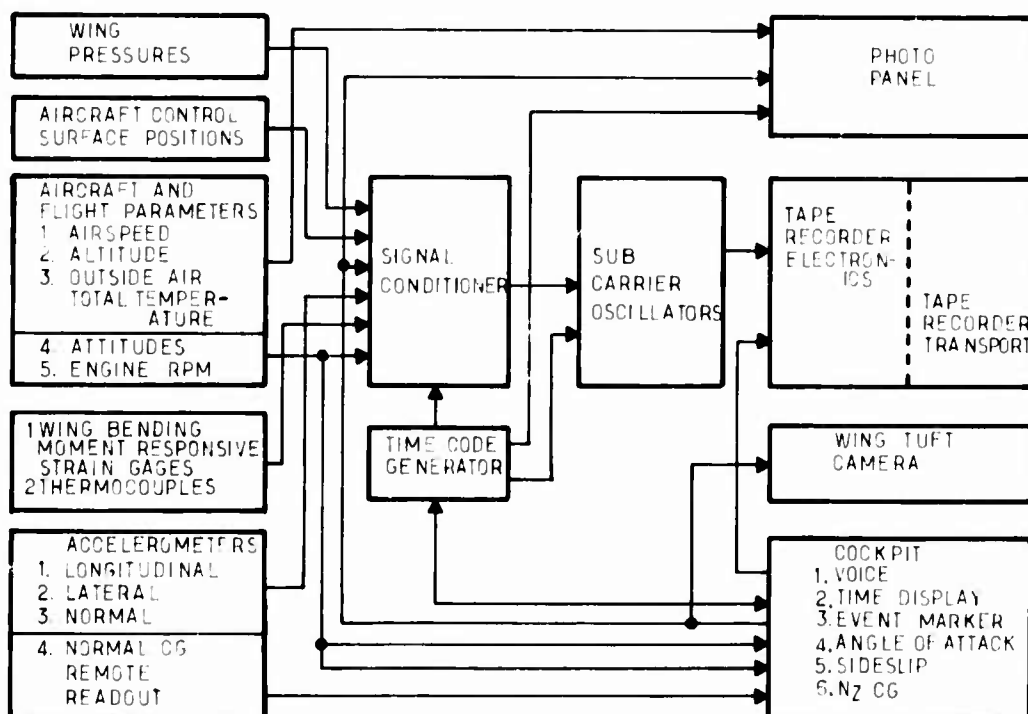 WING
PRESSURES
AIRCRAFT CONTROL
SURFACE POSITIONS
AIRCRAFT AND
FLIGHT PARAMETERS
1 AIRSPEED
2. ALTITUDE
3. OUTSIDE AIR
TOTAL TEMPER-
ATURE
4. ATTITUDES
5. ENGINE RPM
1 WING BENDING
MOMENT RESPONSIVE
STRAIN GAGES
2 THERMOCOUPLES
ACCELEROMETERS
1. LONGITUDINAL
2. LATERAL
3. NORMAL
4. NORMAL CG
REMOTE
READOUT
SIGNAL
CONDITIONER
TIME CODE
GENERATOR
SUB
CARRIER
OSCILLATORS
PHOTO
PANEL
TAPE
RECORDER
ELECTRON-
ICS
TAPE
RECORDER
TRANSPORT
WING TUFT
CAMERA
COCKPIT
1. VOICE
2. TIME DISPLAY
3. EVENT MARKER
4. ANGLE OF ATTACK
5. SIDESLIP
6. NZ CG